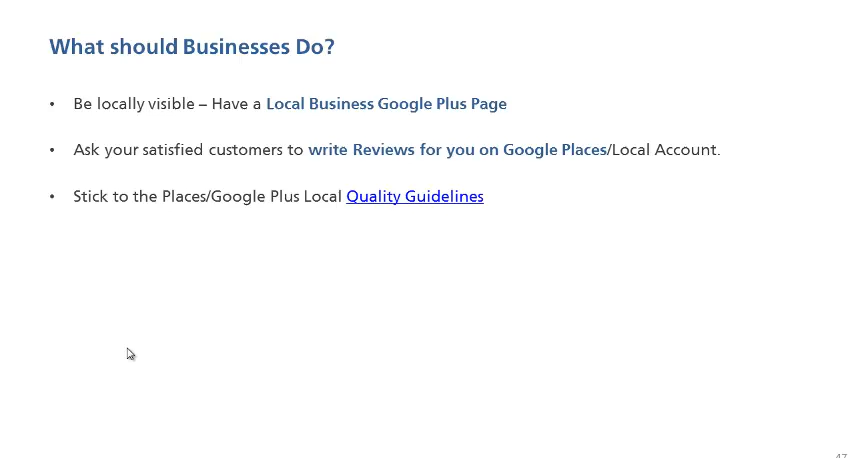 What should Businesses Do?
• Be locally visible – Have a Local Business Google Plus Page
• Ask your satisfied customers to write Reviews for you on Google Places/Local Account.
• Stick to the Places/Google Plus Local Quality Guidelines
47